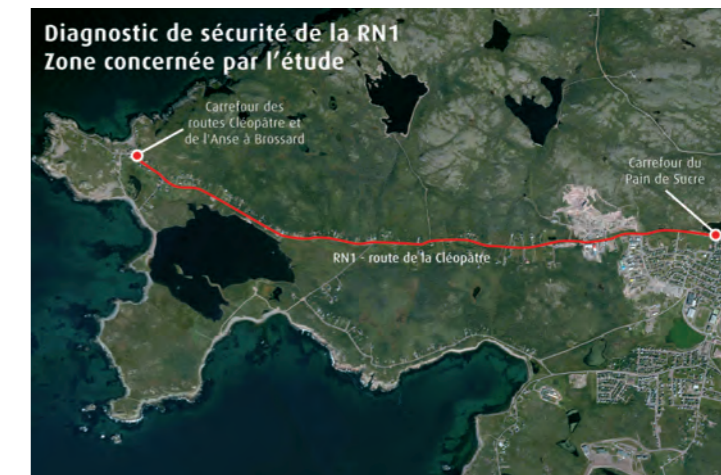 Diagnostic de sécurité de la RN1
Zone concernée par l'étude
Carrefour des
routes Cléopâtre et
de l'Anse à Brossard
Carrefour du
Pain de Sucre
RN1 - route de la Cléopâtre